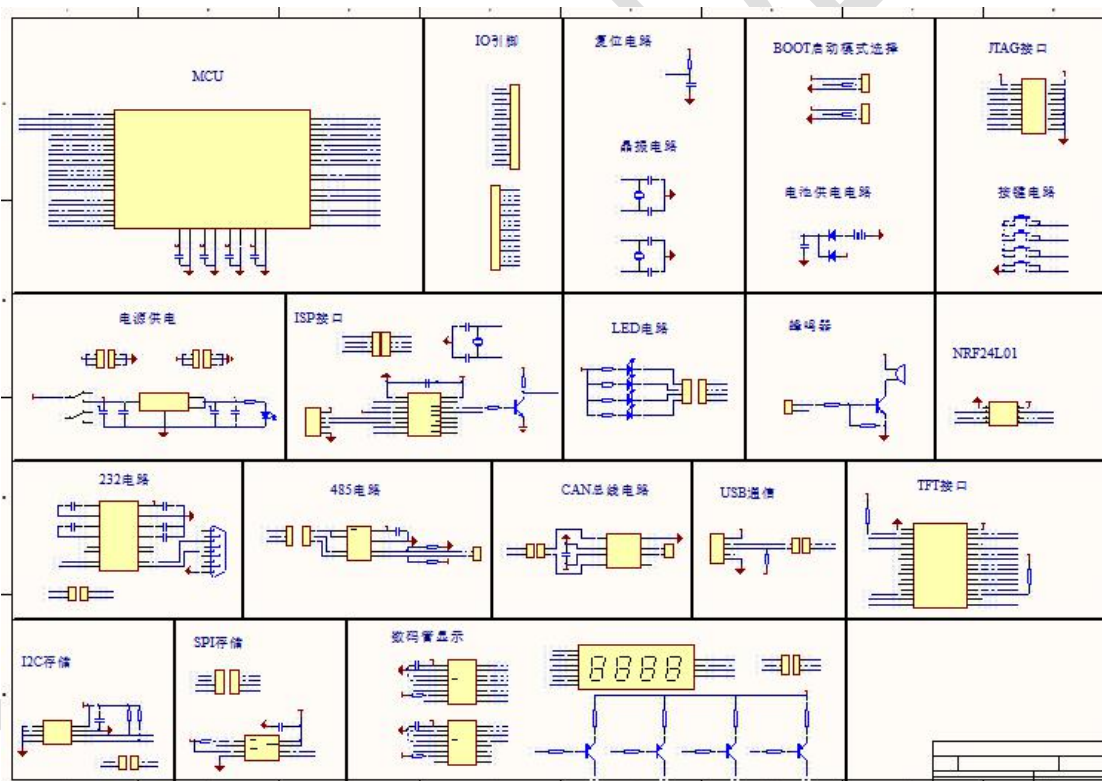 MCU
IO引脚
复位电路
BOOT启动模式选择
JTAG接口
晶振电路
电池供电电路
按键电路
电源供电
ISP接口
LED电路
蜂鸣器
NRF24L01
232电路
485电路
CAN总线电路
USB通信
TFT接口
I2C存储
SPI存储
数码管显示
8888